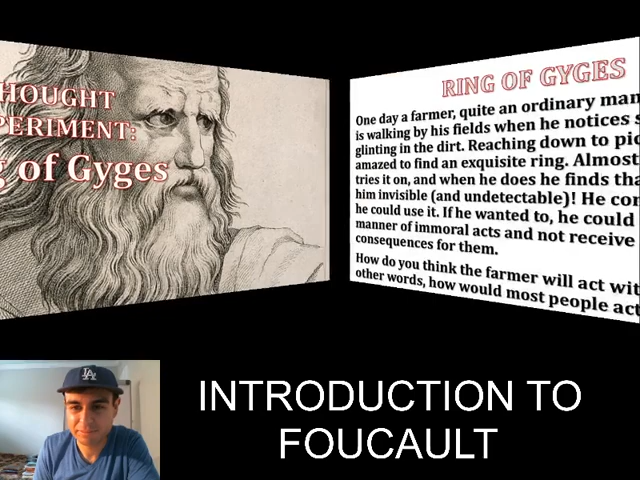 HOUGHT
PERIMENT:
g of Gyges
RING OF GYGES
One day a farmer, quite an ordinary man
is walking by his fields when he notices s
glinting in the dirt. Reaching down to pic
amazed to find an exquisite ring. Almost
tries it on, and when he does he finds tha
him invisible (and undetectable)! He con
he could use it. If he wanted to, he could
manner of immoral acts and not receive
consequences for them.
How do you think the farmer will act wit
other words, how would most people act
LA
INTRODUCTION TO
FOUCAULT